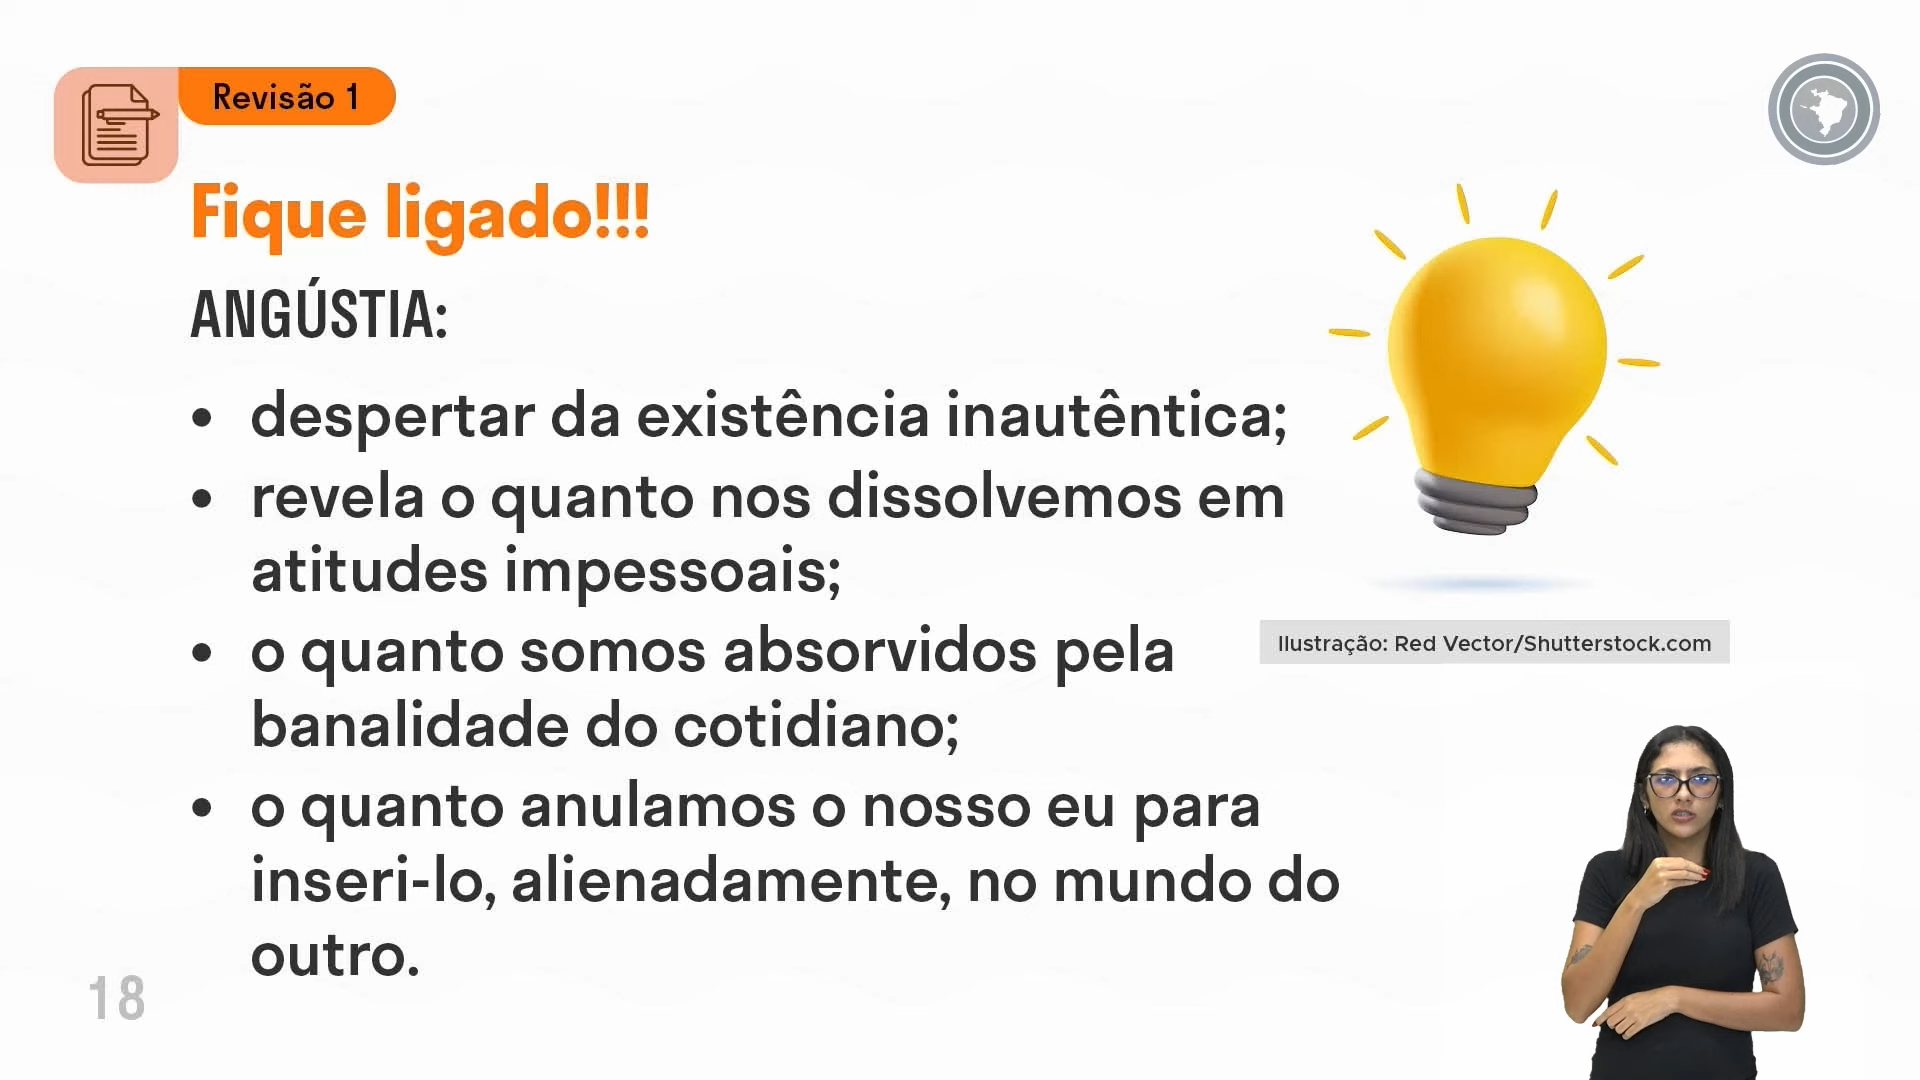 Revisão 1
Fique ligado!!!
ANGÚSTIA:
• despertar da existência inautêntica;
• revela o quanto nos dissolvemos em
atitudes impessoais;
• o quanto somos absorvidos pela
banalidade do cotidiano;
• o quanto anulamos o nosso eu para
inseri-lo, alienadamente, no mundo do
outro.
Ilustração: Red Vector/Shutterstock.com
18